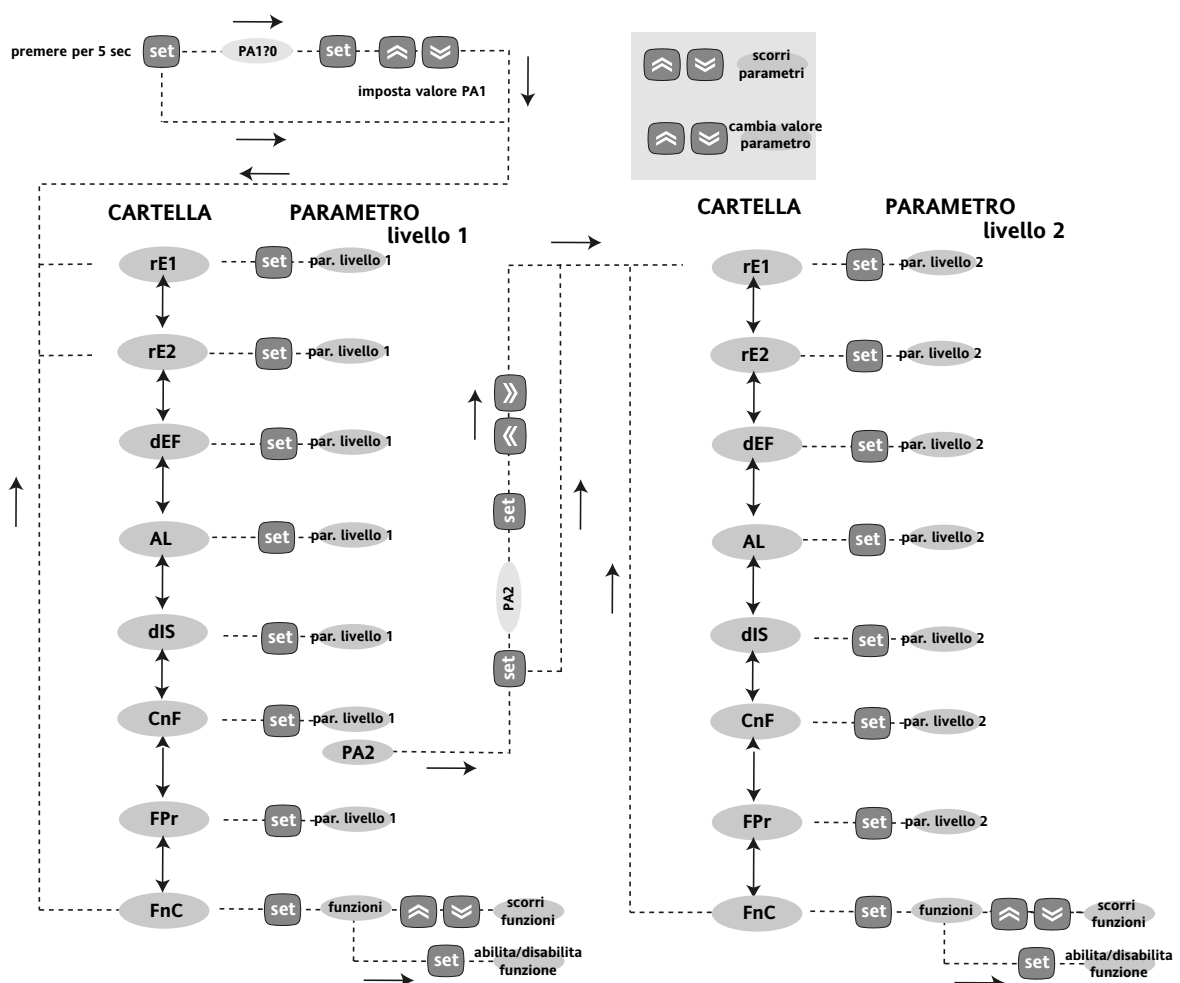 premere per 5 sec set PA1?0 set
imposta valore PA1
scorri
parametri
cambia valore
parametro
CARTELLA PARAMETRO
livello 1
rE1 set par. livello 1
rE2 set par. livello 1
dEF set par. livello 1
AL set par. livello 1
dIS set par. livello 1
CnF set par. livello 1
PA2
FPr set par. livello 1
FnC set funzioni scorri
funzioni
set abilita/disabilita
funzione
set
PA2
set
CARTELLA PARAMETRO
livello 2
rE1 set par. livello 2
rE2 set par. livello 2
dEF set par. livello 2
AL set par. livello 2
dIS set par. livello 2
CnF set par. livello 2
FPr set par. livello 2
FnC set funzioni scorri
funzioni
set abilita/disabilita
funzione